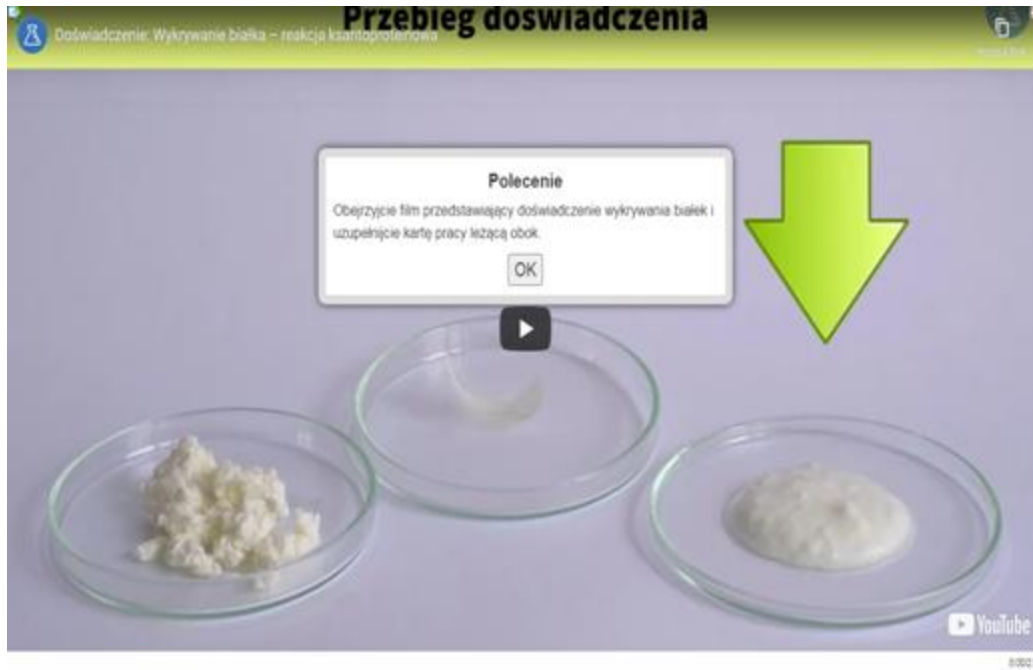 Przebieg doświadczenia
Doświadczenie: Wykrywanie białka – reakcja ksantoproteinowa
Polecenie
Obejrzyjcie film przedstawiający doświadczenie wykrywania białek i
uzupełnijcie kartę pracy leżącą obok.
OK
YouTube